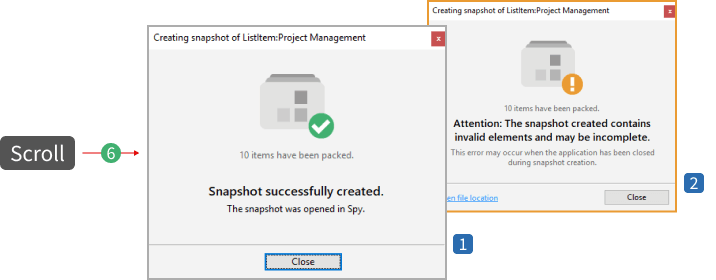 Scroll
6
Creating snapshot of ListItem:Project Management
x
10 items have been packed.
Snapshot successfully created.
The snapshot was opened in Spy.
Close
1
Creating snapshot of ListItem:Project Management
x
!
10 items have been packed.
Attention: The snapshot created contains
invalid elements and may be incomplete.
This error may occur when the application has been closed
during snapshot creation.
en file location
Close
2